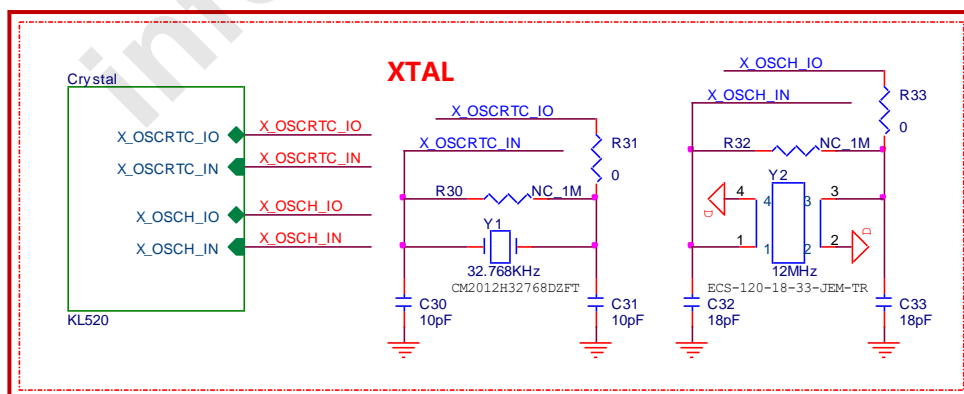 XTAL
Crystal
X_OSCRTC_IO
X_OSCRTC_IO
X_OSCRTC_IN
X_OSCRTC_IN
X_OSCH_IO
X_OSCH_IO
X_OSCH_IN
X_OSCH_IN
KL520
X_OSCRTC_IO
X_OSCRTC_IN
R31
0
R30
NC_1M
Y1
32.768KHz
CM2012H32768DZFT
C30
10pF
C31
10pF
X_OSCH_IO
X_OSCH_IN
R33
0
R32
NC_1M
Y2
4
4
3
3
D
D
1
1
2
2
12MHz
ECS-120-18-33-JEM-TR
C32
18pF
C33
18pF